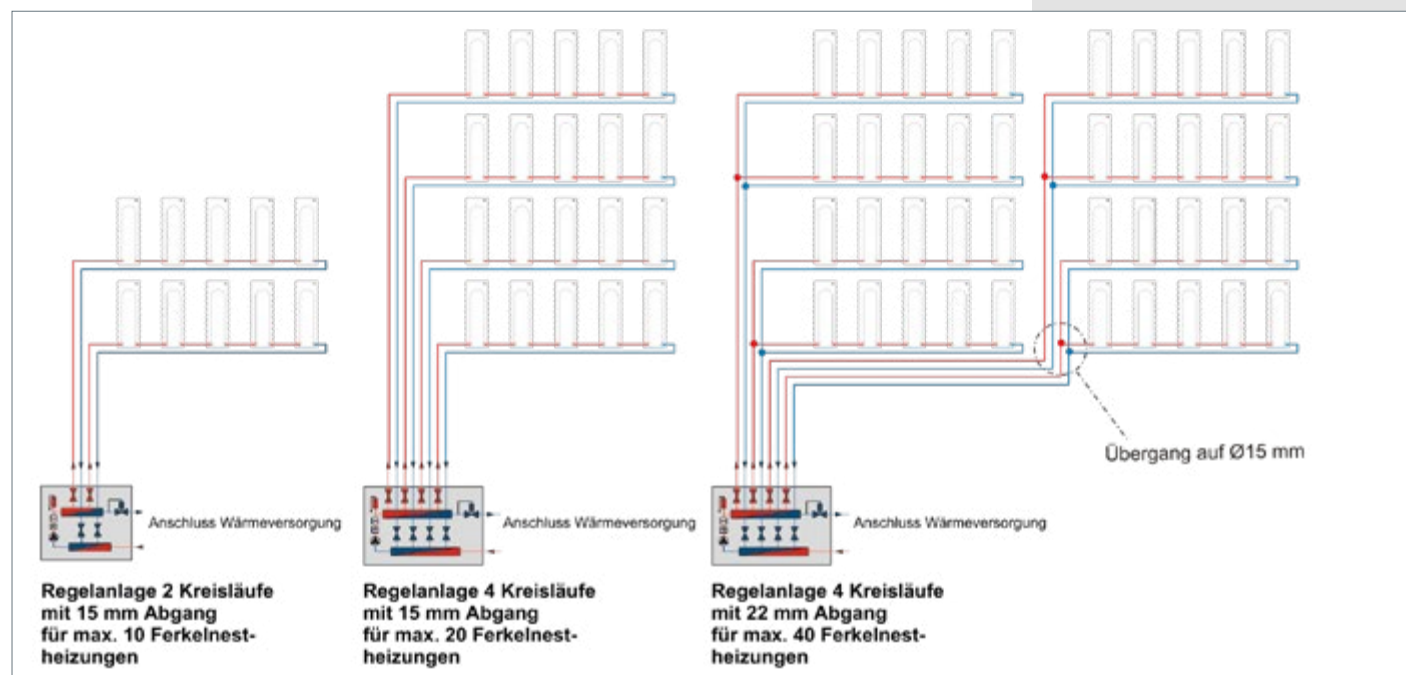 Übergang auf Ø15 mm
Anschluss Wärmeversorgung
Anschluss Wärmeversorgung
Anschluss Wärmeversorgung
Regelanlage 2 Kreisläufe
mit 15 mm Abgang
für max. 10 Ferkelnest-
heizungen
Regelanlage 4 Kreisläufe
mit 15 mm Abgang
für max. 20 Ferkelnest-
heizungen
Regelanlage 4 Kreisläufe
mit 22 mm Abgang
für max. 40 Ferkelnest-
heizungen